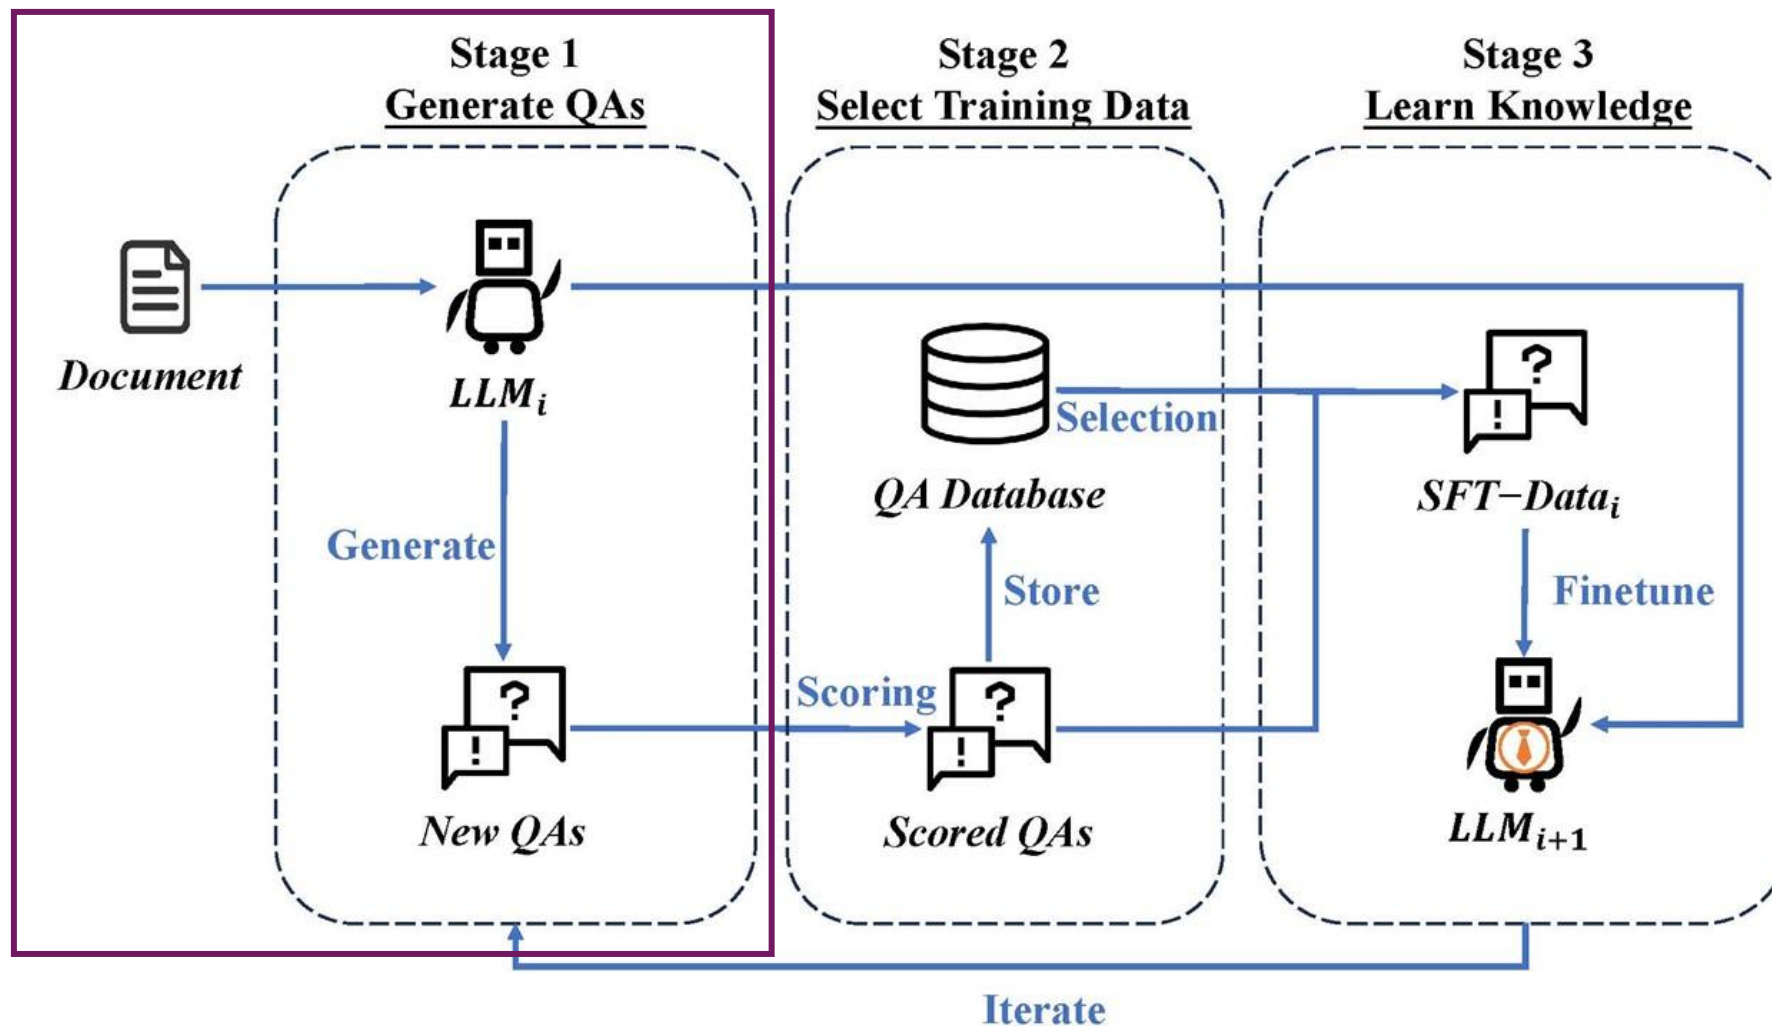 Stage 1
Generate QAs
Stage 2
Select Training Data
Stage 3
Learn Knowledge
Document
LLMi
Generate
?
!
New QAs
Scoring
QA Database
Selection
Store
?
!
Scored QAs
?
!
SFT−Datai
Finetune
LLMi+1
Iterate